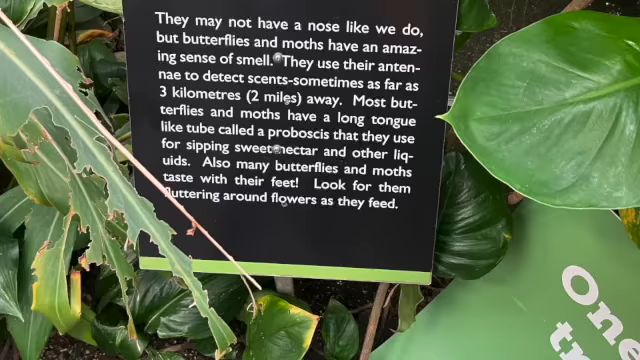 They may not have a nose like we do,
but butterflies and moths have an amaz-
ing sense of smell. They use their anten-
nae to detect scents-sometimes as far as
3 kilometres (2 miles) away. Most but-
terflies and moths have a long tongue
like tube called a proboscis that they use
for sipping sweet nectar and other liq-
uids. Also many butterflies and moths
taste with their feet! Look for them
fluttering around flowers as they feed.
One